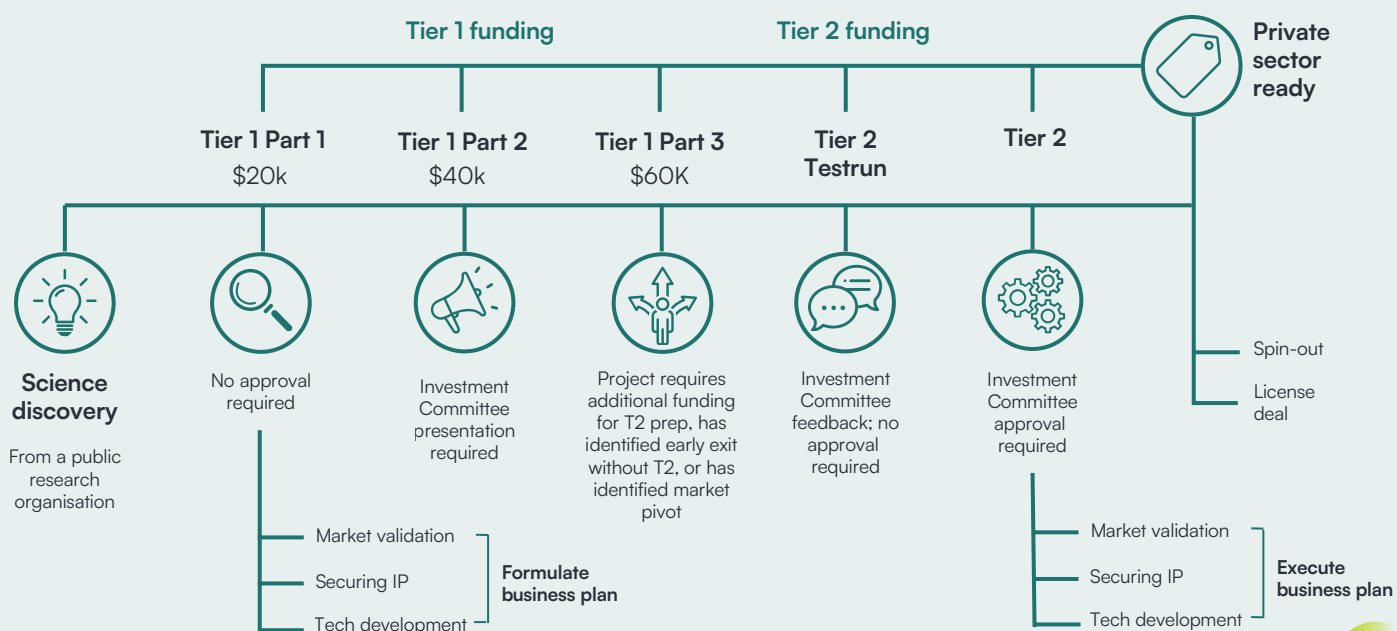 Tier 1 funding
Tier 2 funding
Private
sector
ready
Tier 1 Part 1
$20k
Tier 1 Part 2
$40k
Tier 1 Part 3
$60K
Tier 2
Testrun
Tier 2
Science
discovery
From a public
research
organisation
No approval
required
Investment
Committee
presentation
required
Project requires
additional funding
for T2 prep, has
identified early exit
without T2, or has
identified market
pivot
Investment
Committee
feedback; no
approval
required
Investment
Committee
approval
required
Spin-out
License
deal
Market validation
Securing IP
Tech development
Formulate
business plan
Market validation
Securing IP
Tech development
Execute
business plan